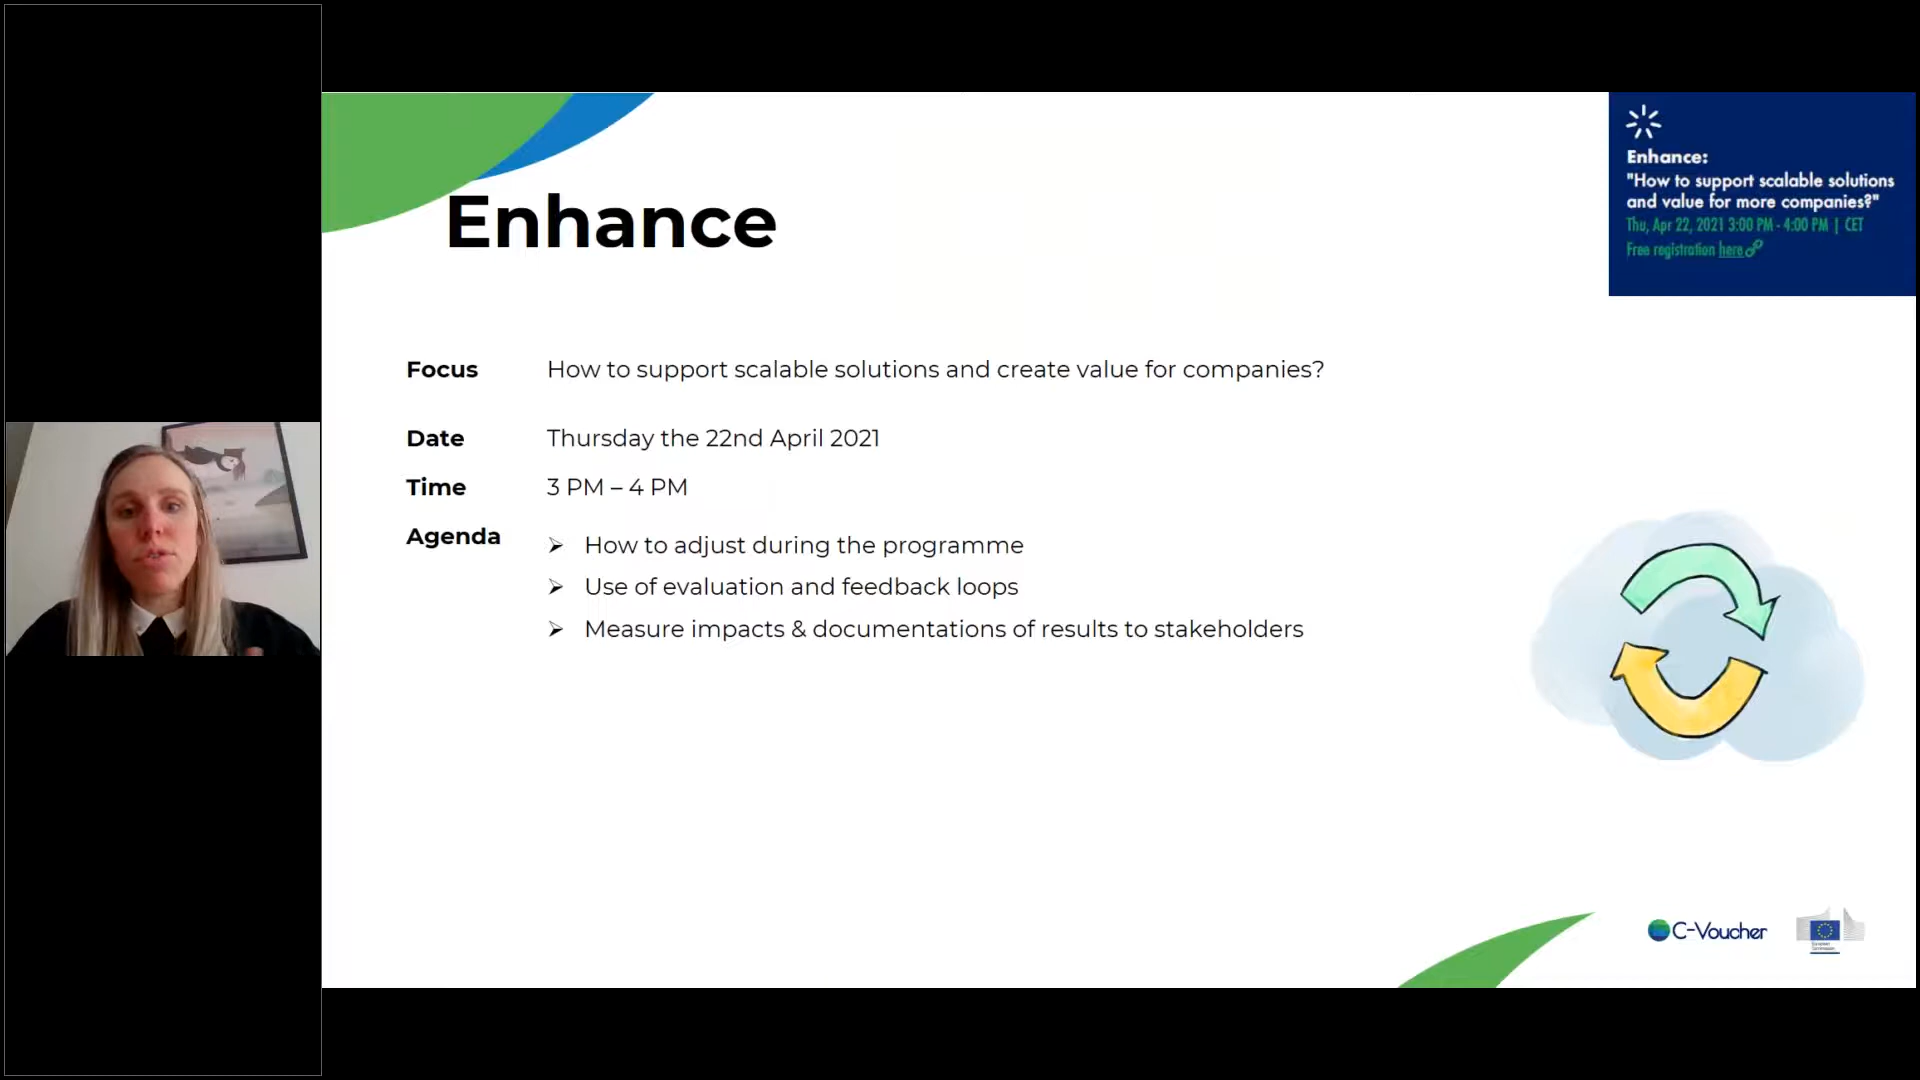 Enhance
Enhance:
"How to support scalable solutions
and value for more companies?"
Thu, Apr 22, 2021 3:00 PM - 4:00 PM | CET
Free registration here
Focus How to support scalable solutions and create value for companies?
Date Thursday the 22nd April 2021
Time 3 PM – 4 PM
Agenda
➢ How to adjust during the programme
➢ Use of evaluation and feedback loops
➢ Measure impacts & documentations of results to stakeholders
C-Voucher
European
Commission